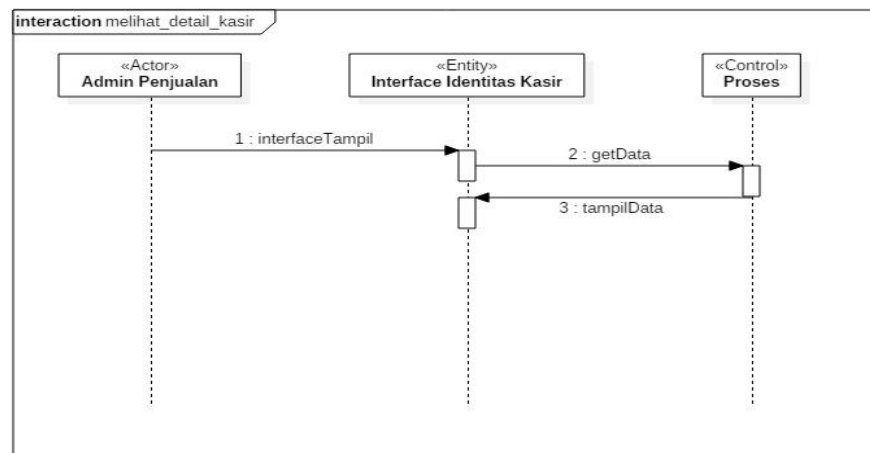 interaction melihat_detail_kasir
«Actor»
Admin Penjualan
«Entity»
Interface Identitas Kasir
«Control»
Proses
1 : interfaceTampil
2 : getData
3 : tampilData